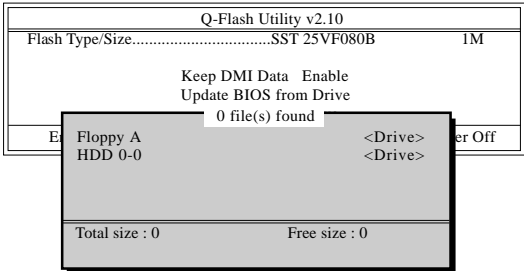 Q-Flash Utility v2.10
Flash Type/Size.................................SST 25VF080B 1M
Keep DMI Data Enable
Update BIOS from Drive
0 file(s) found
Floppy A <Drive>
HDD 0-0 <Drive>
Off
Total size : 0 Free size : 0